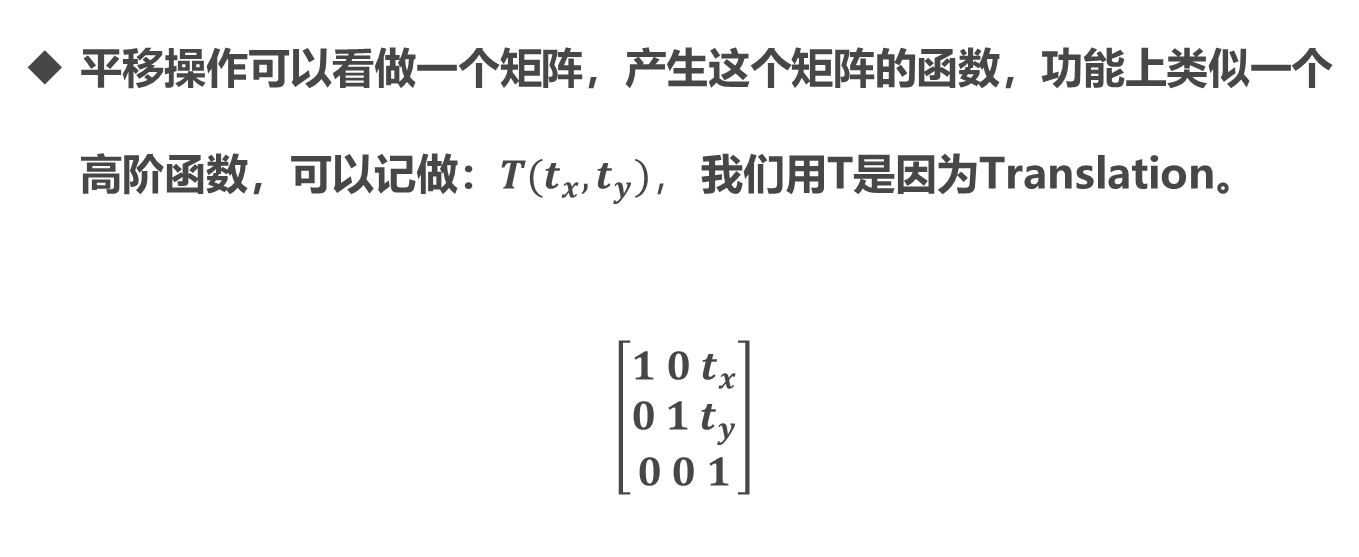 ◆ 平移操作可以看做一个矩阵，产生这个矩阵的函数，功能上类似一个
高阶函数，可以记做：T(tₓ, t_y)， 我们用T是因为Translation。
1 0 tₓ
0 1 t_y
0 0 1